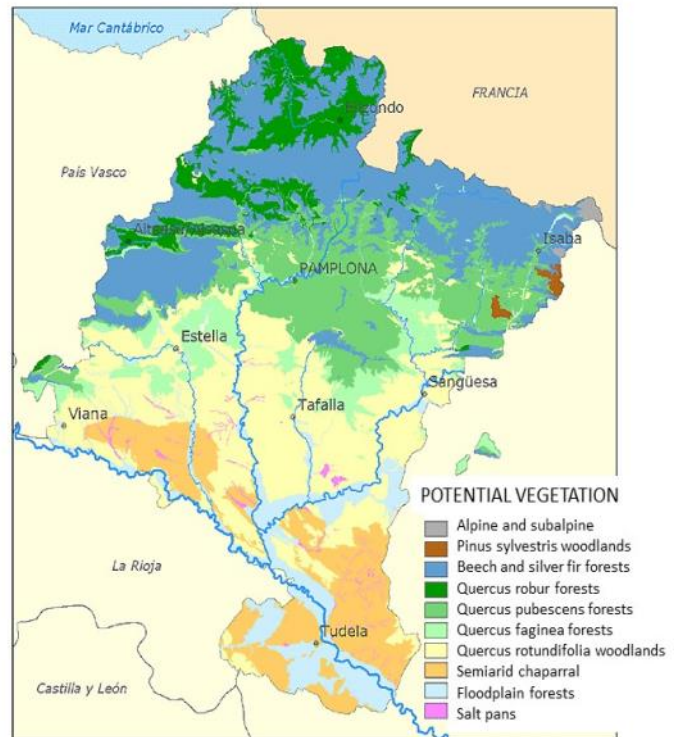 Mar Cantábrico
FRANCIA
País Vasco
Isaba
PAMPLONA
Estella
Sangüesa
Viana
Tafalla
La Rioja
Tudela
Castilla y León
POTENTIAL VEGETATION
Alpine and subalpine
Pinus sylvestris woodlands
Beech and silver fir forests
Quercus robur forests
Quercus pubescens forests
Quercus faginea forests
Quercus rotundifolia woodlands
Semiarid chaparral
Floodplain forests
Salt pans